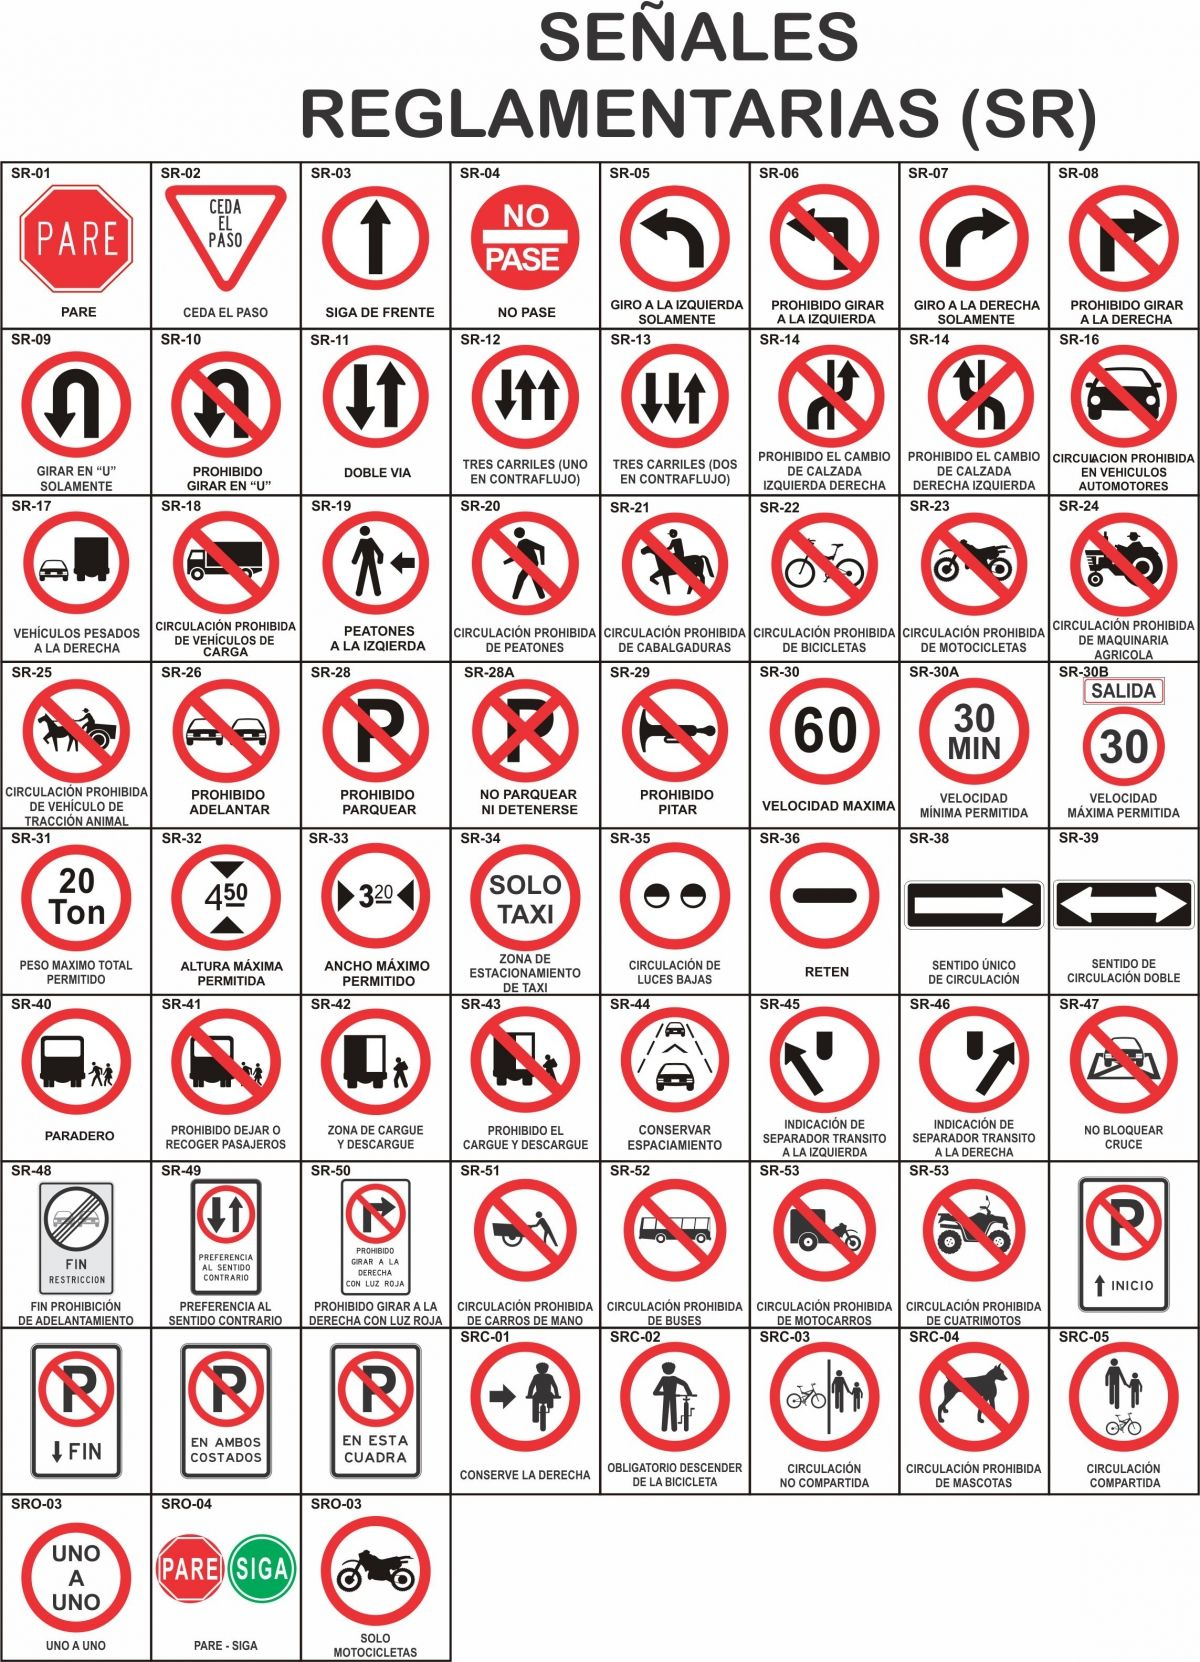 SEÑALES
REGLAMENTARIAS (SR)
SR-01
PARE
PARE
SR-02
CEDA
EL
PASO
CEDA EL PASO
SR-03
SIGA DE FRENTE
SR-04
NO
PASE
NO PASE
SR-05
GIRO A LA IZQUIERDA
SOLAMENTE
SR-06
PROHIBIDO GIRAR
A LA IZQUIERDA
SR-07
GIRO A LA DERECHA
SOLAMENTE
SR-08
PROHIBIDO GIRAR
A LA DERECHA
SR-09
GIRAR EN “U”
SOLAMENTE
SR-10
PROHIBIDO
GIRAR EN “U”
SR-11
DOBLE VIA
SR-12
TRES CARRILES (UNO
EN CONTRAFLUJO)
SR-13
TRES CARRILES (DOS
EN CONTRAFLUJO)
SR-14
PROHIBIDO EL CAMBIO
DE CALZADA
IZQUIERDA DERECHA
SR-14
PROHIBIDO EL CAMBIO
DE CALZADA
DERECHA IZQUIERDA
SR-16
CIRCULACION PROHIBIDA
EN VEHICULOS
AUTOMOTORES
SR-17
VEHÍCULOS PESADOS
A LA DERECHA
SR-18
CIRCULACIÓN PROHIBIDA
DE VEHÍCULOS DE
CARGA
SR-19
PEATONES
A LA IZQIERDA
SR-20
CIRCULACIÓN PROHIBIDA
DE PEATONES
SR-21
CIRCULACIÓN PROHIBIDA
DE CABALGADURAS
SR-22
CIRCULACIÓN PROHIBIDA
DE BICICLETAS
SR-23
CIRCULACIÓN PROHIBIDA
DE MOTOCICLETAS
SR-24
CIRCULACIÓN PROHIBIDA
DE MAQUINARIA
AGRICOLA
SR-25
CIRCULACIÓN PROHIBIDA
DE VEHÍCULO DE
TRACCIÓN ANIMAL
SR-26
PROHIBIDO
ADELANTAR
SR-28
P
PROHIBIDO
PARQUEAR
SR-28A
P
NO PARQUEAR
NI DETENERSE
SR-29
PROHIBIDO
PITAR
SR-30
60
VELOCIDAD MAXIMA
SR-30A
30
MIN
VELOCIDAD
MÍNIMA PERMITIDA
SR-30B
SALIDA
30
VELOCIDAD
MÁXIMA PERMITIDA
SR-31
20
Ton
PESO MAXIMO TOTAL
PERMITIDO
SR-32
4 50
ALTURA MÁXIMA
PERMITIDA
SR-33
3 20
ANCHO MÁXIMO
PERMITIDO
SR-34
SOLO
TAXI
ZONA DE
ESTACIONAMIENTO
DE TAXI
SR-35
CIRCULACIÓN DE
LUCES BAJAS
SR-36
RETEN
SR-38
SENTIDO ÚNICO
DE CIRCULACIÓN
SR-39
SENTIDO DE
CIRCULACIÓN DOBLE
SR-40
PARADERO
SR-41
PROHIBIDO DEJAR O
RECOGER PASAJEROS
SR-42
ZONA DE CARGUE
Y DESCARGUE
SR-43
PROHIBIDO EL
CARGUE Y DESCARGUE
SR-44
CONSERVAR
ESPACIAMIENTO
SR-45
INDICACIÓN DE
SEPARADOR TRANSITO
A LA IZQUIERDA
SR-46
INDICACIÓN DE
SEPARADOR TRANSITO
A LA DERECHA
SR-47
NO BLOQUEAR
CRUCE
SR-48
FIN
RESTRICCION
FIN PROHIBICIÓN
DE ADELANTAMIENTO
SR-49
PREFERENCIA
AL SENTIDO
CONTRARIO
PREFERENCIA AL
SENTIDO CONTRARIO
SR-50
PROHIBIDO
GIRAR A LA
DERECHA
CON LUZ ROJA
PROHIBIDO GIRAR A LA
DERECHA CON LUZ ROJA
SR-51
CIRCULACIÓN PROHIBIDA
DE CARROS DE MANO
SR-52
CIRCULACIÓN PROHIBIDA
DE BUSES
SR-53
CIRCULACIÓN PROHIBIDA
DE MOTOCARROS
SR-53
CIRCULACIÓN PROHIBIDA
DE CUATRIMOTOS
P
INICIO
P
FIN
P
EN AMBOS
COSTADOS
P
EN ESTA
CUADRA
SRC-01
CONSERVE LA DERECHA
SRC-02
OBLIGATORIO DESCENDER
DE LA BICICLETA
SRC-03
CIRCULACIÓN
NO COMPARTIDA
SRC-04
CIRCULACIÓN PROHIBIDA
DE MASCOTAS
SRC-05
CIRCULACIÓN
COMPARTIDA
SRO-03
UNO
A
UNO
UNO A UNO
SRO-04
PARE SIGA
PARE - SIGA
SRO-03
SOLO
MOTOCICLETAS